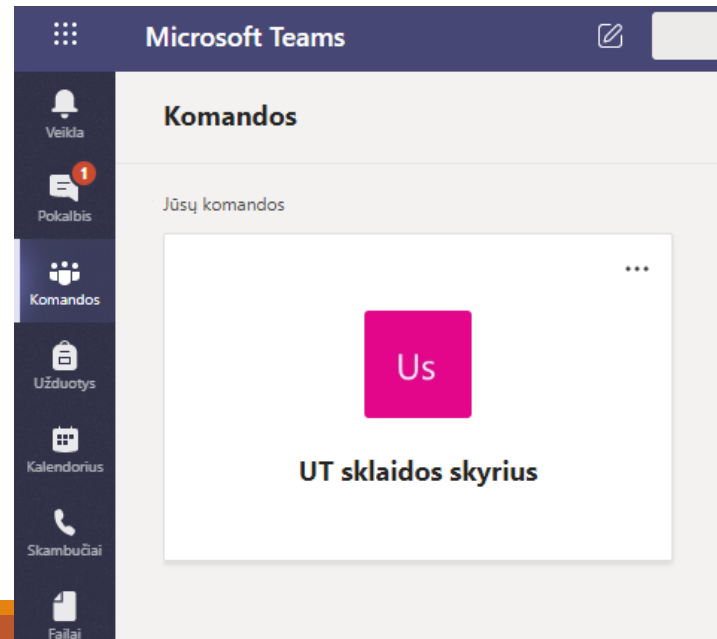 Microsoft Teams
Veikla
1
Pokalbis
Komandos
Užduotys
Kalendorius
Skambučiai
Failai
Komandos
Jūsų komandos
...
Us
UT sklaidos skyrius